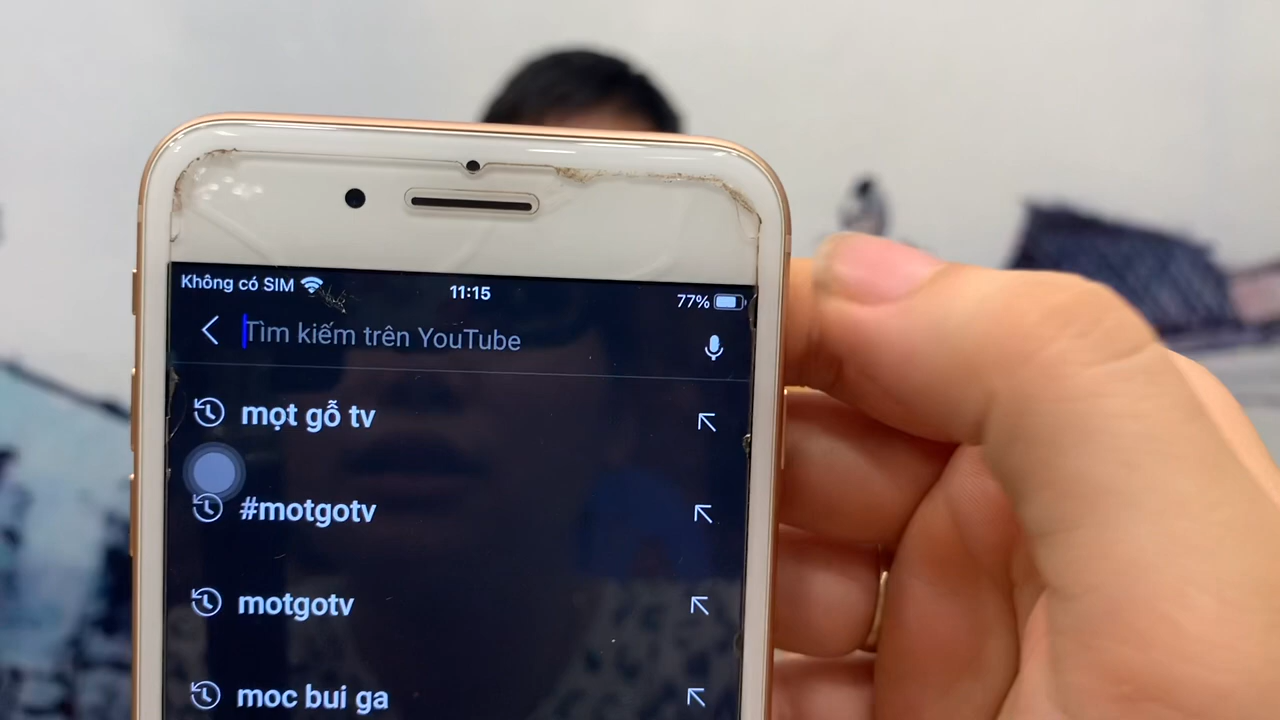 Không có SIM 11:15 77%
Tìm kiếm trên YouTube
mọt gỗ tv
#motgotv
motgotv
moc bui ga